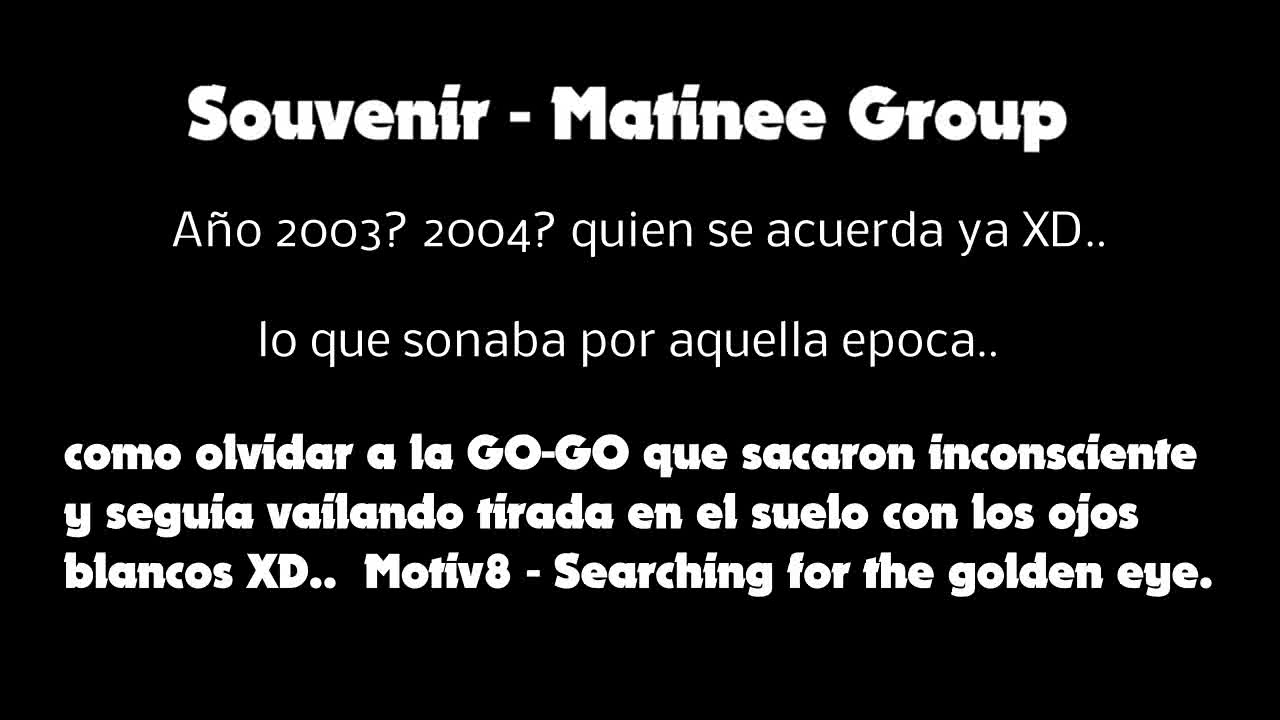 Souvenir - Matinee Group
Año 2003? 2004? quien se acuerda ya XD..
lo que sonaba por aquella epoca..
como olvidar a la GO-GO que sacaron inconsciente
y seguia vailando tirada en el suelo con los ojos
blancos XD.. Motiv8 - Searching for the golden eye.